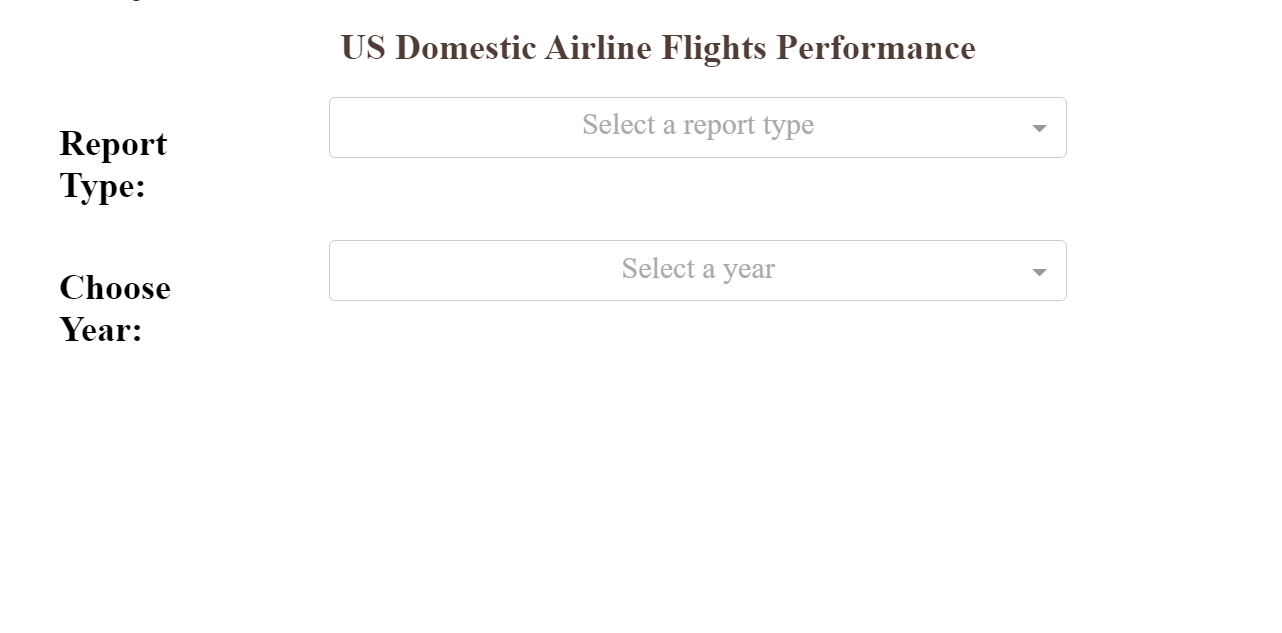 US Domestic Airline Flights Performance
Select a report type
Report
Type:
Select a year
Choose
Year: